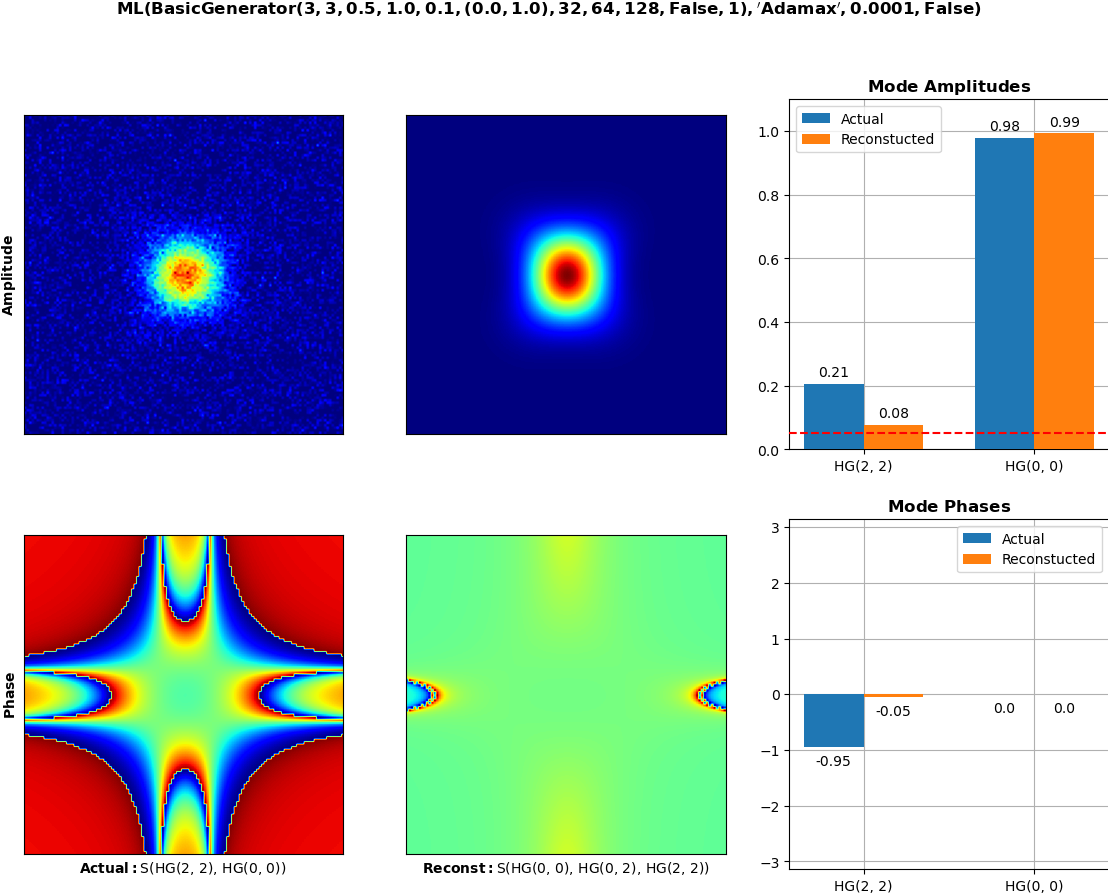 ML(BasicGenerator(3, 3, 0.5, 1.0, 0.1, (0.0, 1.0), 32, 64, 128, False, 1), ′Adamax′, 0.0001, False)
Amplitude
Mode Amplitudes
Actual
Reconstucted
1.0
0.8
0.6
0.4
0.2
0.0
0.21
0.08
0.98
0.99
HG(2, 2)
HG(0, 0)
Phase
Actual: S(HG(2, 2), HG(0, 0))
Reconst: S(HG(0, 0), HG(0, 2), HG(2, 2))
Mode Phases
Actual
Reconstucted
3
2
1
0
−1
−2
−3
-0.95
-0.05
0.0
0.0
HG(2, 2)
HG(0, 0)